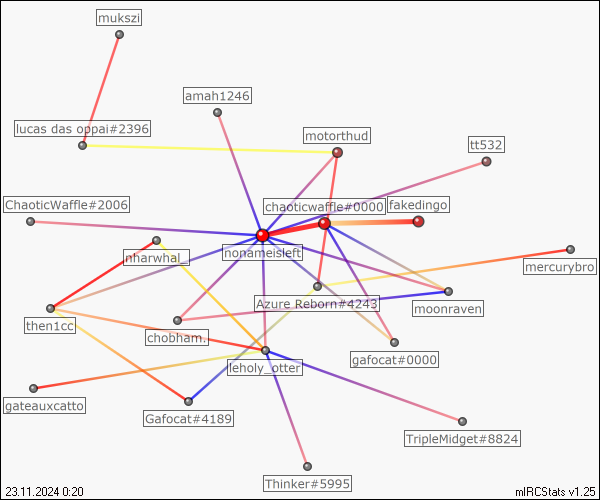 mukszi
amah1246
lucas das oppai#2396
motorthud
tt532
ChaoticWaffle#2006
chaoticwaffle#0000
fakedingo
nharwhal_
nonameisleft
mercurybro
Azure Reborn#4243
moonraven
then1cc
chobham.
gafocat#0000
leholy_otter
gateauxcatto
Gafocat#4189
TripleMidget#8824
Thinker#5995
23.11.2024 0:20
mIRCStats v1.25